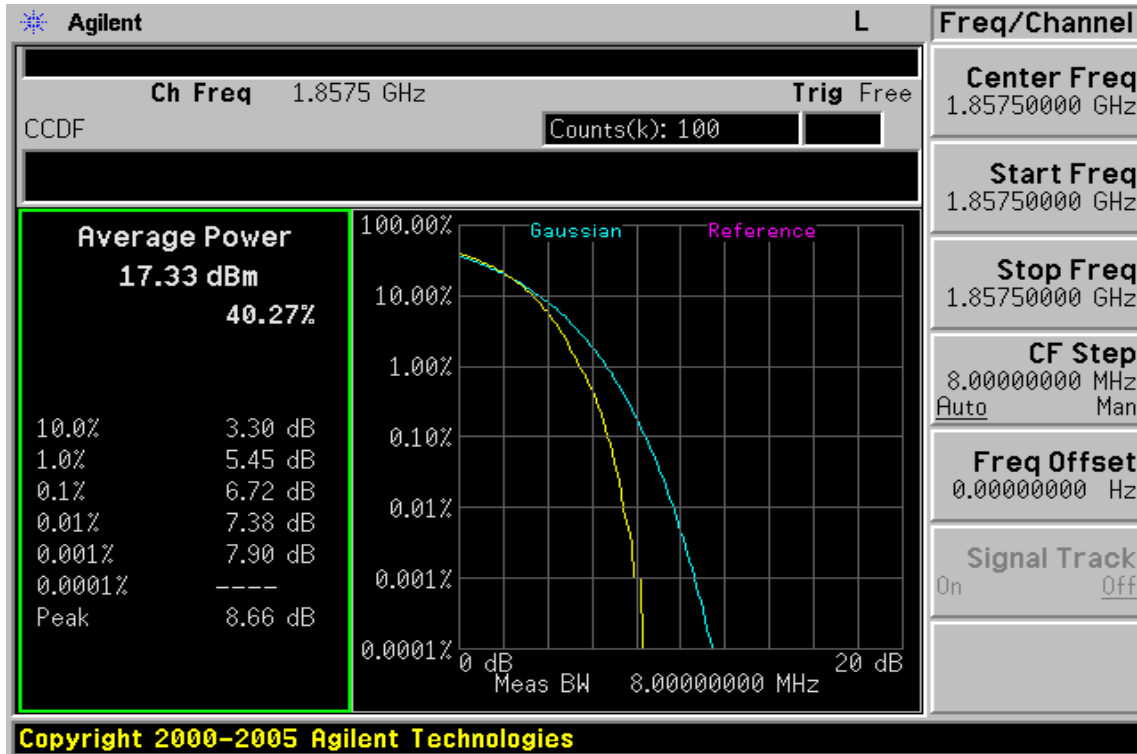 Agilent L Freq/Channel
Ch Freq 1.8575 GHz Trig Free
CCDF Counts(k): 100
Average Power
17.33 dBm
40.27%
10.0% 3.30 dB
1.0% 5.45 dB
0.1% 6.72 dB
0.01% 7.38 dB
0.001% 7.90 dB
0.0001% ----
Peak 8.66 dB
Gaussian Reference
100.00%
10.00%
1.00%
0.10%
0.01%
0.001%
0.0001%
0 dB 20 dB
Meas BW 8.00000000 MHz
Center Freq
1.85750000 GHz
Start Freq
1.85750000 GHz
Stop Freq
1.85750000 GHz
CF Step
8.00000000 MHz
Auto Man
Freq Offset
0.00000000 Hz
Signal Track
On Off
Copyright 2000-2005 Agilent Technologies